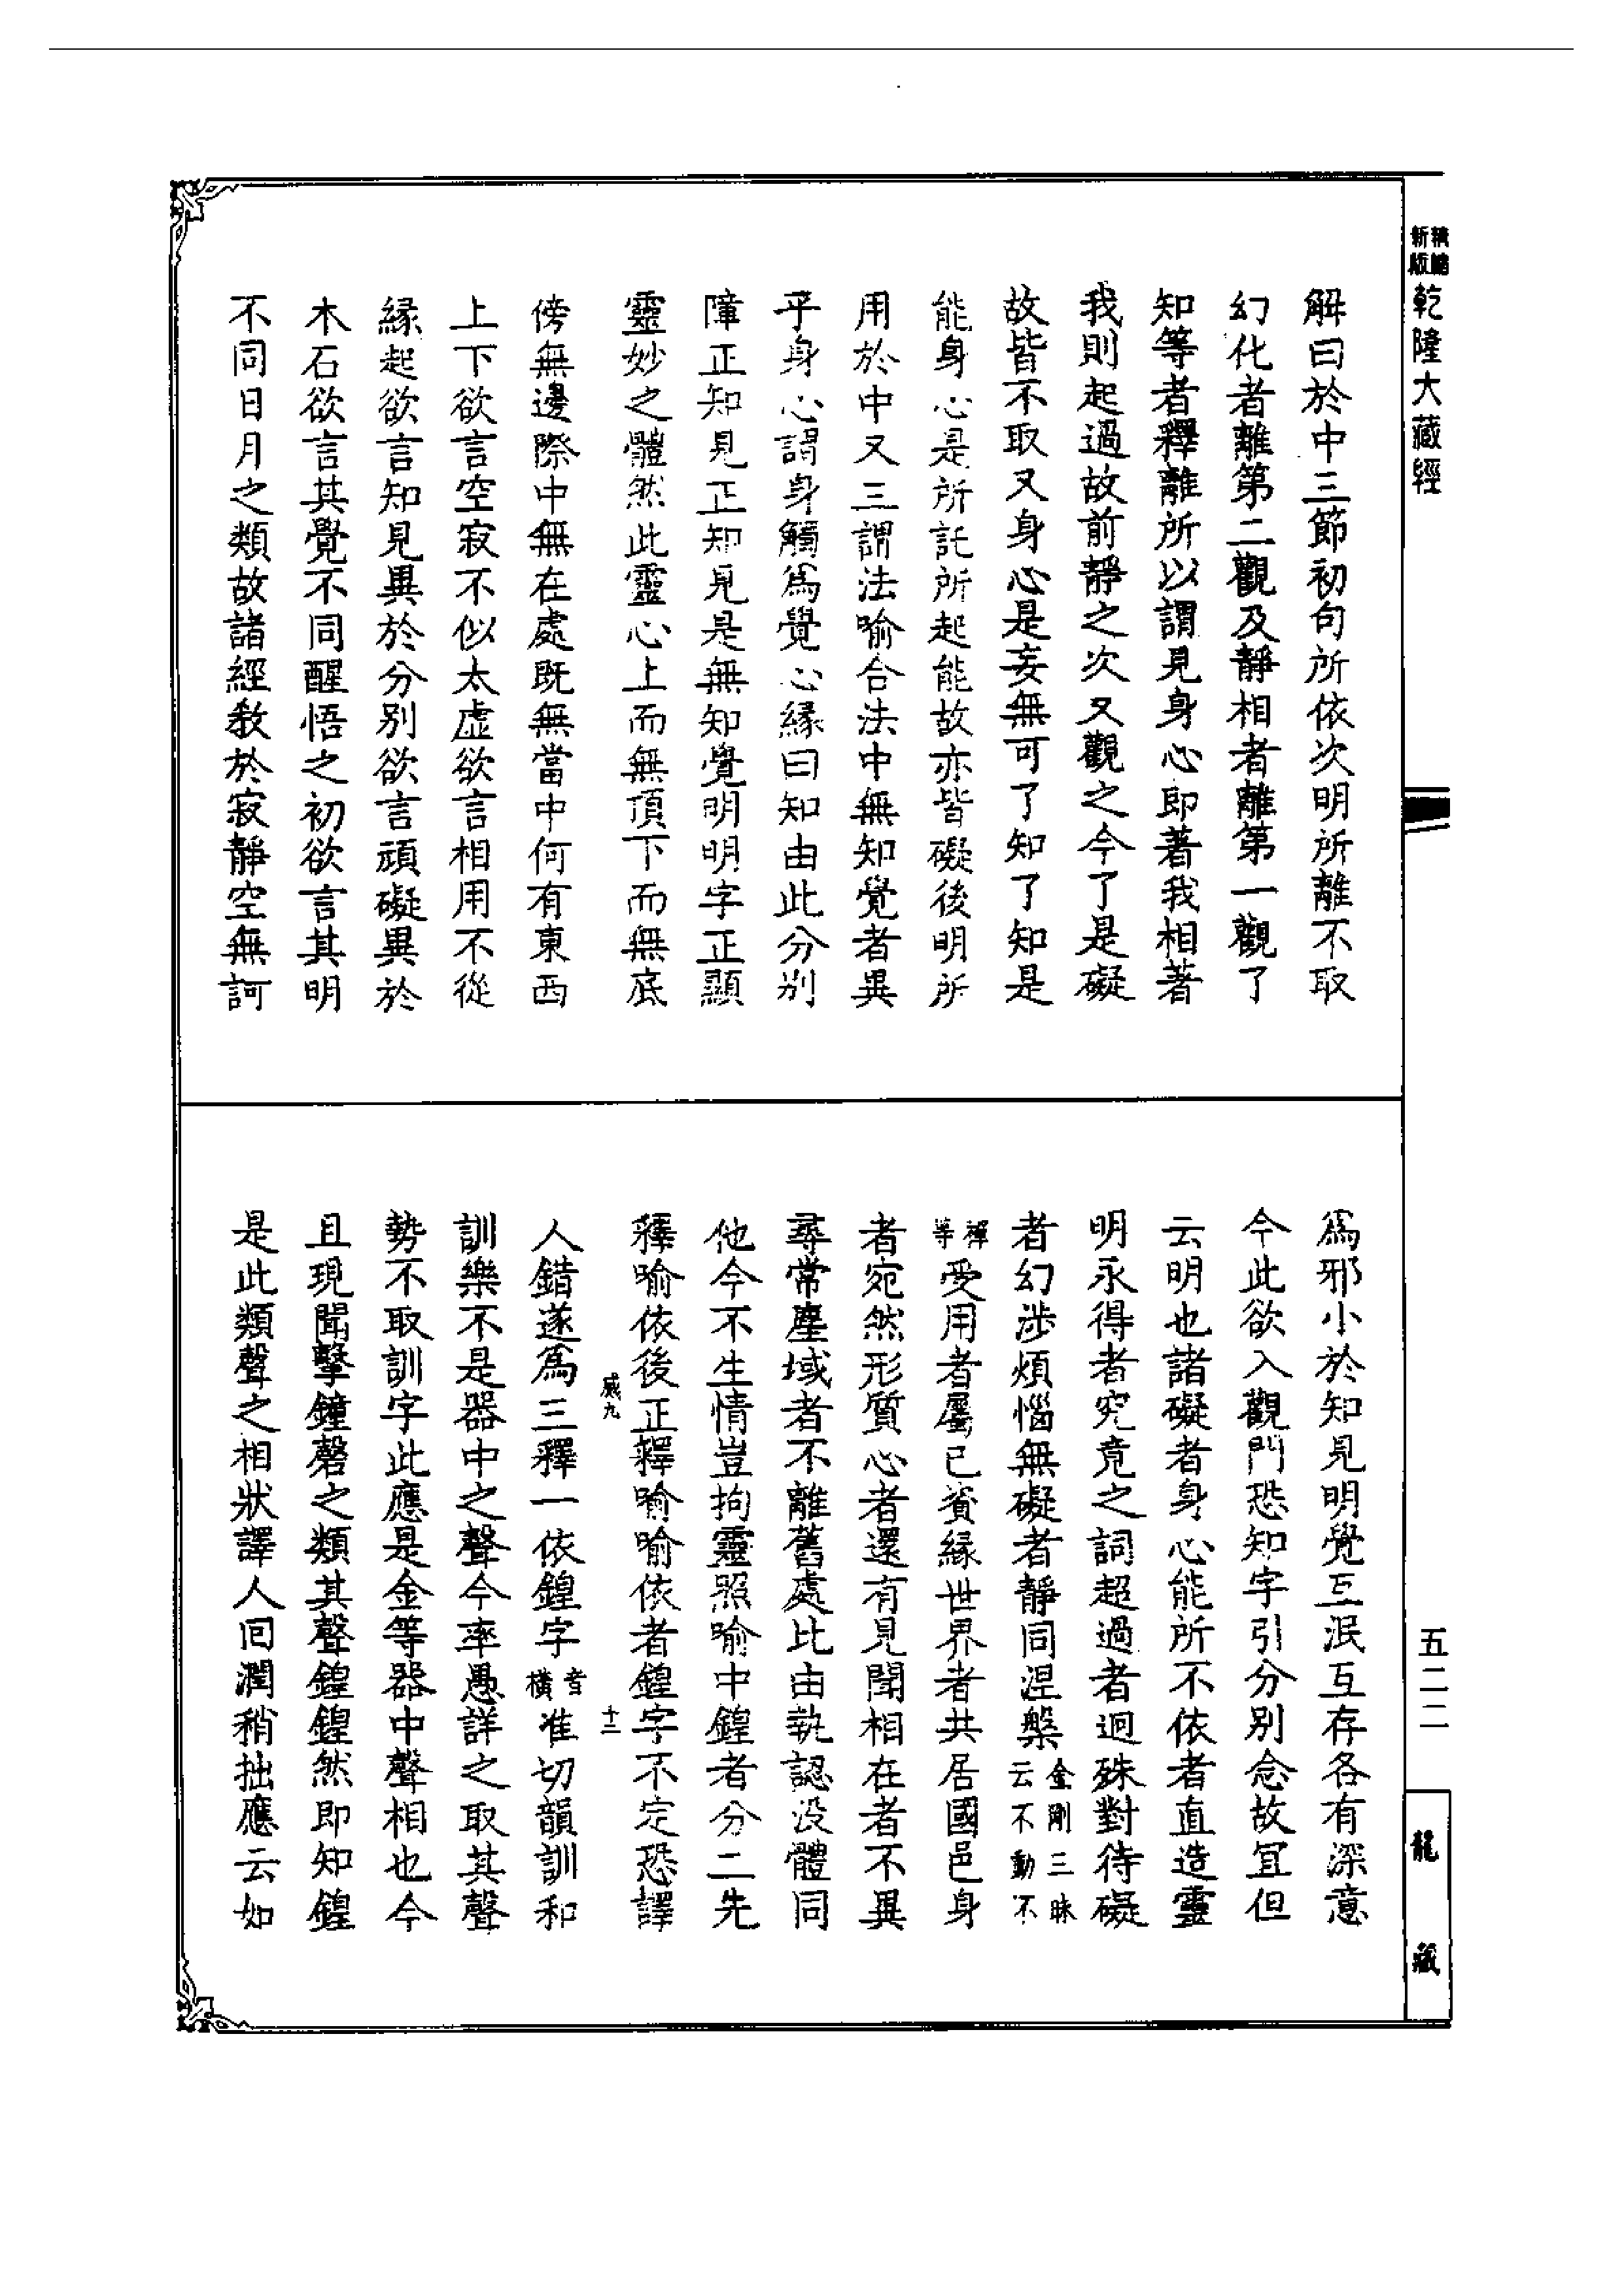 新版
精編
乾隆大藏經
解曰於中三節初句所依次明所離不取
幻化者離第二觀及靜相者離第一觀了
知等者釋離所以謂見身心即著我相著
我則起過故前靜之次又觀之今了是礙
故皆不取又身心是妄無可了知了知是
能身心是所託所起能故亦皆礙後明所
用於中又三謂法喻合法中無知覺者異
乎身心謂身觸為覺心緣曰知由此分別
障正知見正知見是無知覺明明字正顯
靈妙之體然此靈心上而無頂下而無底
傍無邊際中無在處既無當中何有東西
上下欲言空寂不似太虛欲言相用不從
緣起欲言知見異於分別欲言頑礙異於
木石欲言其覺不同醒悟之初欲言其明
不同日月之類故諸經教於寂靜空無訶
為邪小於知見明覺互泯互存各有深意
今此欲入觀門恐知字引分別念故冝但
云明也諸礙者身心能所不依者直造靈
明永得者究竟之詞超過者迥殊對待礙
者幻涉煩惱無礙者靜同涅槃金剛三昧云不動不
禪等受用者屬已資緣世界者共居國邑身
者宛然形質心者還有見聞相在者不異
尋常塵域者不離舊處比由執認没體同
他今不生情豈拘靈照喻中鍠者分二先
釋喻依後正釋喻喻依者鍠字不定恐譯
威九
十二
人錯遂為三釋一依鍠字音橫准切韻訓和
訓樂不是器中之聲今率愚詳之取其聲
勢不取訓字此應是金等器中聲相也今
且現聞擊鐘磬之類其聲鍠鍠然即知鍠
是此類聲之相狀譯人囘潤稍拙應云如
五二二
龍藏